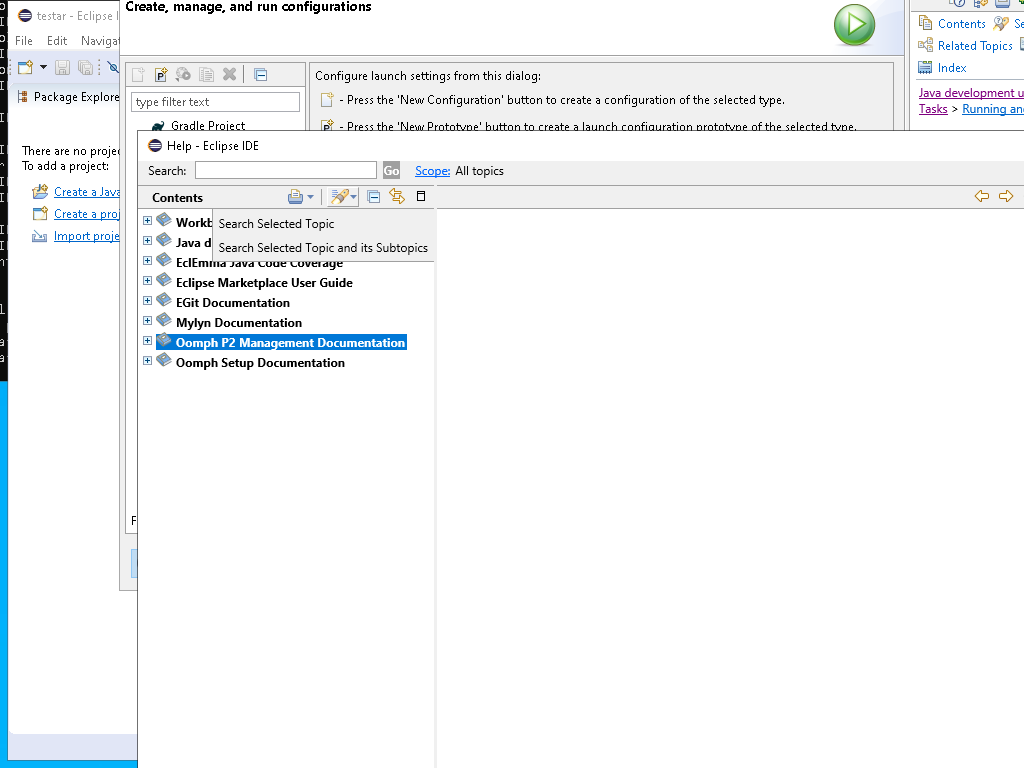 Create, manage, and run configurations
testar - Eclipse I
File Edit Navigat
Package Explore
There are no projec
To add a project:
Create a Java
Create a proj
Import proje
type filter text
Gradle Project
Configure launch settings from this dialog:
- Press the 'New Configuration' button to create a configuration of the selected type.
- Press the 'New Prototype' button to create a launch configuration prototype of the selected type.
Contents Se
Related Topics
Index
Java development u
Tasks > Running and
Help - Eclipse IDE
Search: Go Scope: All topics
Contents
Search Selected Topic
Search Selected Topic and its Subtopics
Workb
Java d
EclEmma Java Code Coverage
Eclipse Marketplace User Guide
EGit Documentation
Mylyn Documentation
Oomph P2 Management Documentation
Oomph Setup Documentation
F